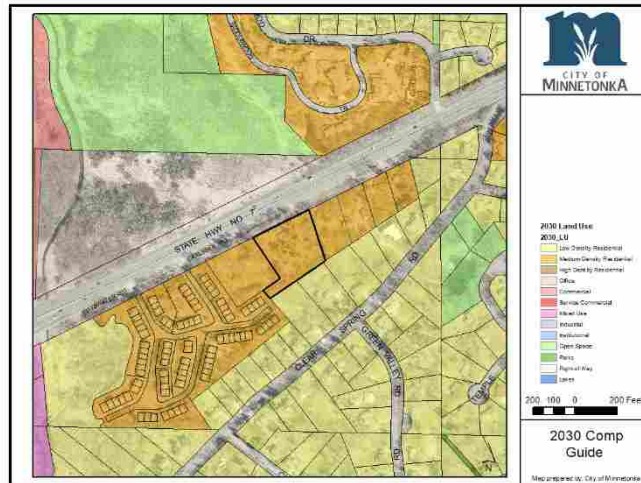 CITY OF
MINNETONKA
DR
STATE HWY NO 7
CLEAR SPRING RD
GREEN VALLEY RD
TEMPLE
2030 Land Use
2030_LU
Low Density Residential
Medium Density Residential
High Density Residential
Office
Commercial
Service Commercial
Mixed Use
Industrial
Institutional
Open Space
Parks
Right-of-Way
Lakes
200 100 0 200 Feet
N
2030 Comp
Guide
Map prepared by: City of Minnetonka